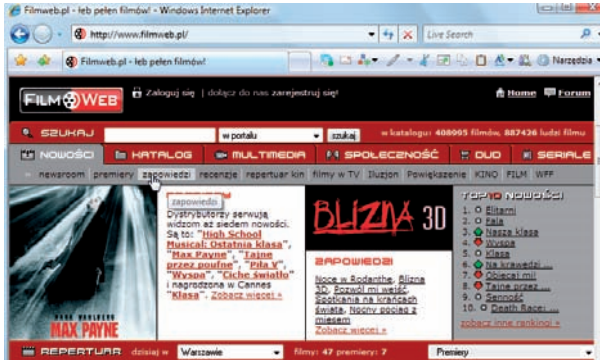 Filmweb.pl - łeb pełen filmów! - Windows Internet Explorer
http://www.filmweb.pl/
Live Search
Filmweb.pl - łeb pełen filmów!
Narzędzia
FILMWEB
Zaloguj się | dołącz do nas zarejestruj się!
Home Forum
SZUKAJ w portalu szukaj w katalogu: 408995 filmów, 887426 ludzi filmu
NOWOŚCI KATALOG MULTIMEDIA SPOŁECZNOŚĆ DUO SERIALE
newsroom premiery zapowiedzi recenzje repertuar kin filmy w TV Iluzjon Powiększenie KINO FILM WFF
zapowiedzi
Dystrybutorzy serwują
widzom aż siedem nowości.
Są to: "High School
Musical: Ostatnia klasa",
"Max Payne", "Tajne
przez poufne", "Piła V",
"Wyspa", "Ciche światło"
i nagrodzona w Cannes
"Klasa". Zobacz więcej »
MAX PAYNE
BLIZNA 3D
ZAPOWIEDZI
Noce w Rodanthe, Blizna
3D, Pozwól mi wejść,
Spotkania na krańcach
świata, Nocny pociąg z
mięsem
Zobacz więcej »
TOP10 NOWOŚCI
1. Elitarni
2. Fala
3. Nasza klasa
4. Wyspa
5. Klasa
6. Na krawędzi ...
7. Obiecaj mi!
8. Tajne przez ...
9. Senność
10. Death Race: ...
zobacz inne rankingi »
REPERTUAR dzisiaj w Warszawie filmy: 47 premiery: 7 Premiery